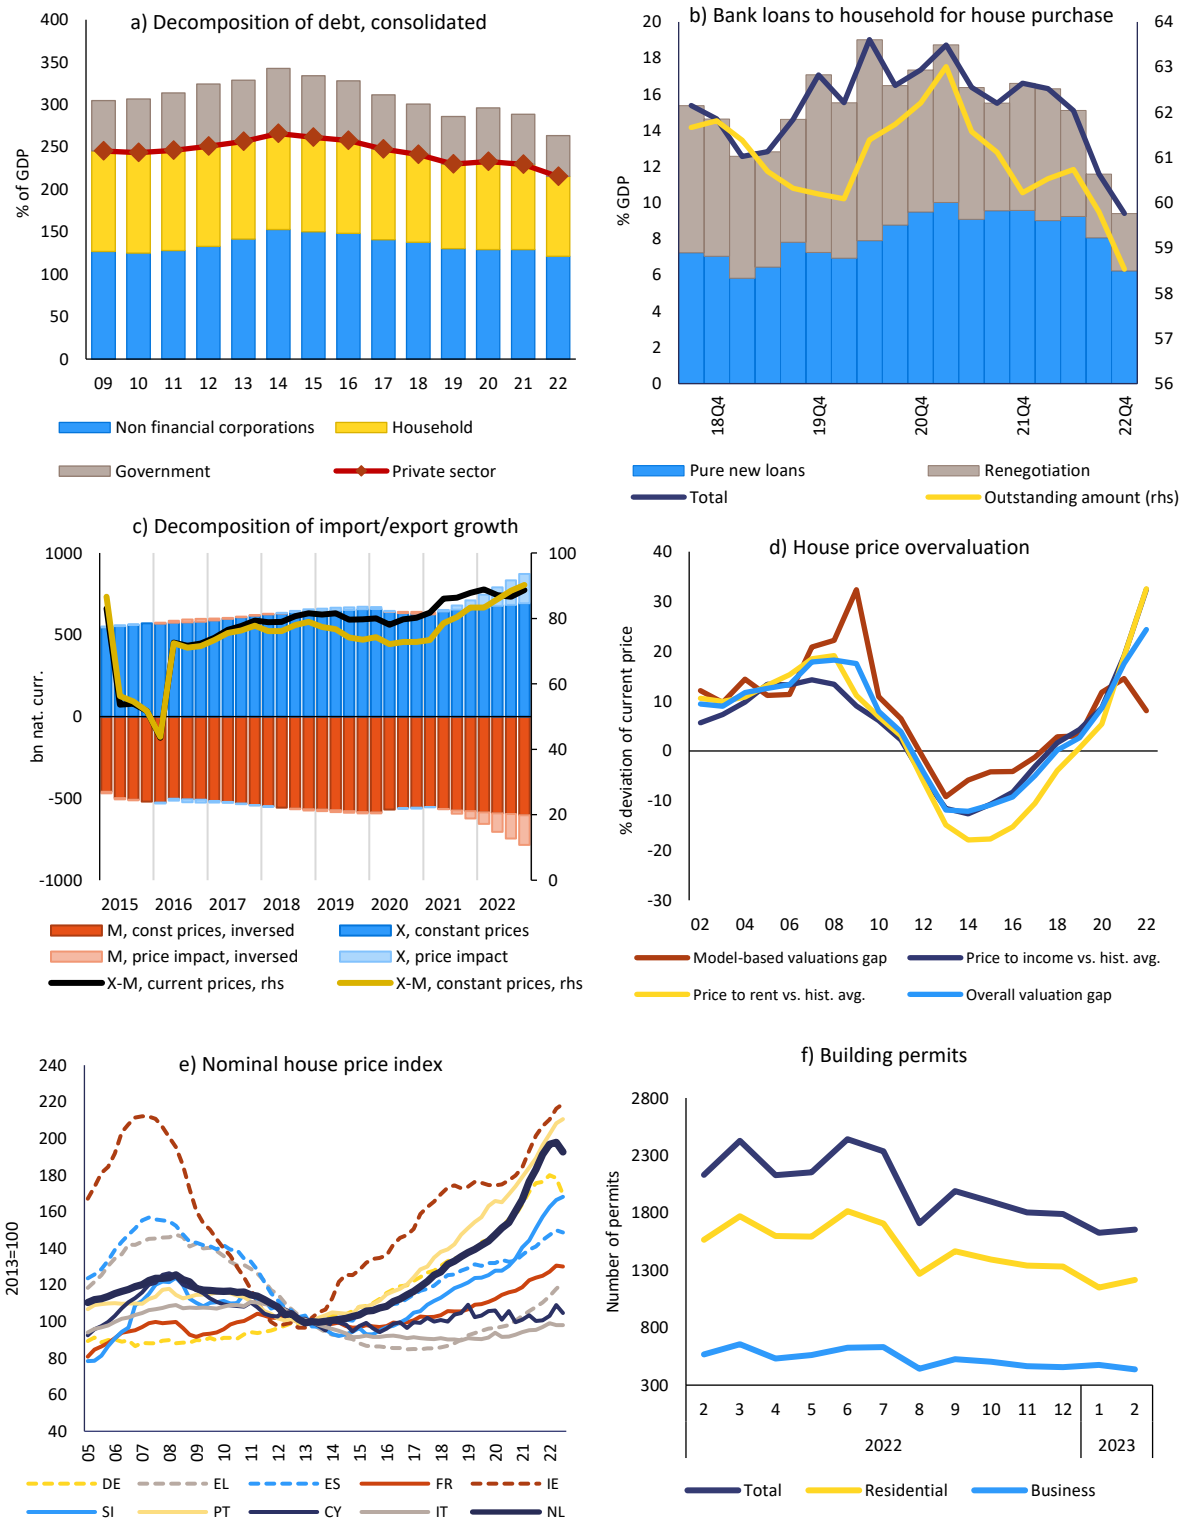 a) Decomposition of debt, consolidated
400
350
300
250
200
150
100
50
0
% of GDP
09 10 11 12 13 14 15 16 17 18 19 20 21 22
Non financial corporations Household
Government Private sector
b) Bank loans to household for house purchase
20
18
16
14
12
10
8
6
4
2
0
% GDP
64
63
62
61
60
59
58
57
56
18Q4 19Q4 20Q4 21Q4 22Q4
Pure new loans Renegotiation
Total Outstanding amount (rhs)
c) Decomposition of import/export growth
1000
500
0
-500
-1000
bn nat. curr.
100
80
60
40
20
0
2015 2016 2017 2018 2019 2020 2021 2022
M, const prices, inversed X, constant prices
M, price impact, inversed X, price impact
X-M, current prices, rhs X-M, constant prices, rhs
d) House price overvaluation
40
30
20
10
0
-10
-20
-30
% deviation of current price
02 04 06 08 10 12 14 16 18 20 22
Model-based valuations gap Price to income vs. hist. avg.
Price to rent vs. hist. avg. Overall valuation gap
e) Nominal house price index
240
220
200
180
160
140
120
100
80
60
40
2013=100
05 06 07 08 09 10 11 12 13 14 15 16 17 18 19 20 21 22
DE EL ES FR IE
SI PT CY IT NL
f) Building permits
2800
2300
1800
1300
800
300
Number of permits
2 3 4 5 6 7 8 9 10 11 12 1 2
2022 2023
Total Residential Business